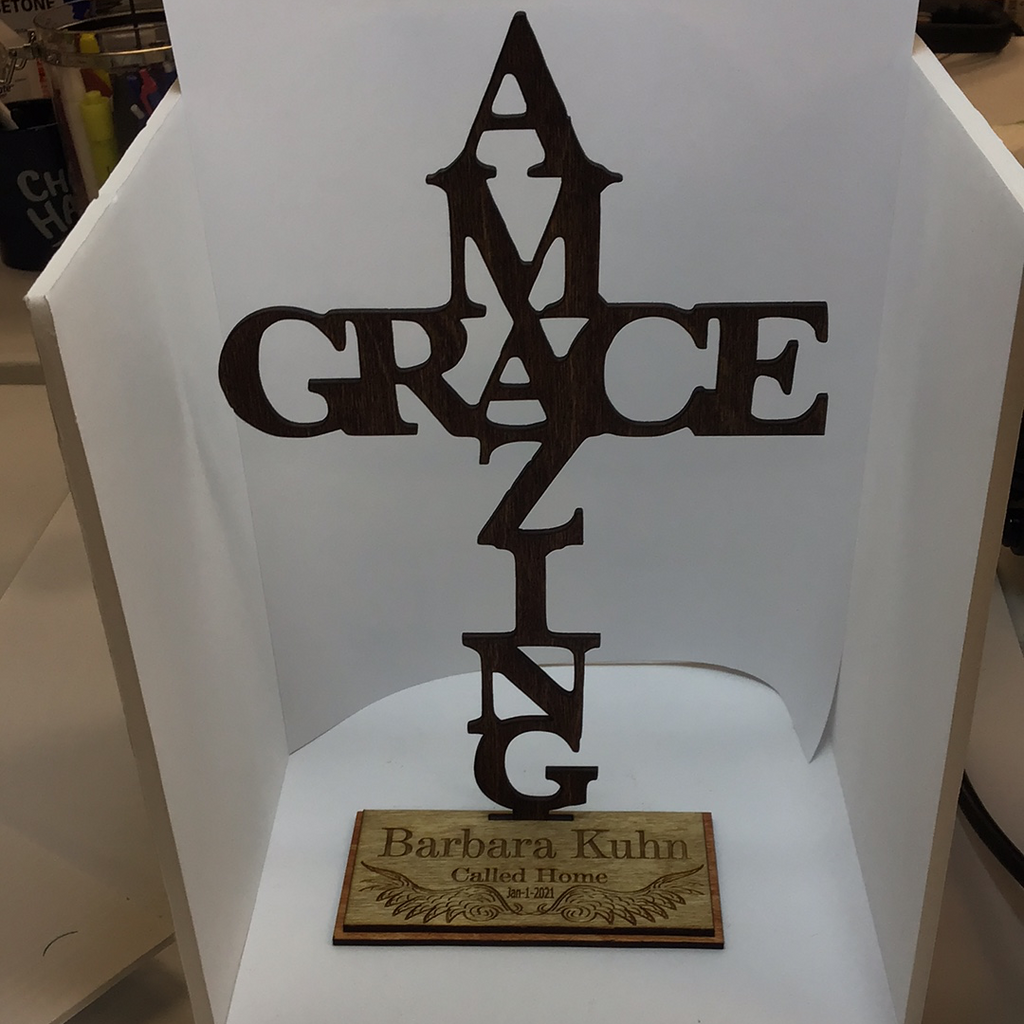 AMAZING
GRACE
Barbara Kuhn
Called Home
Jan-1-2021